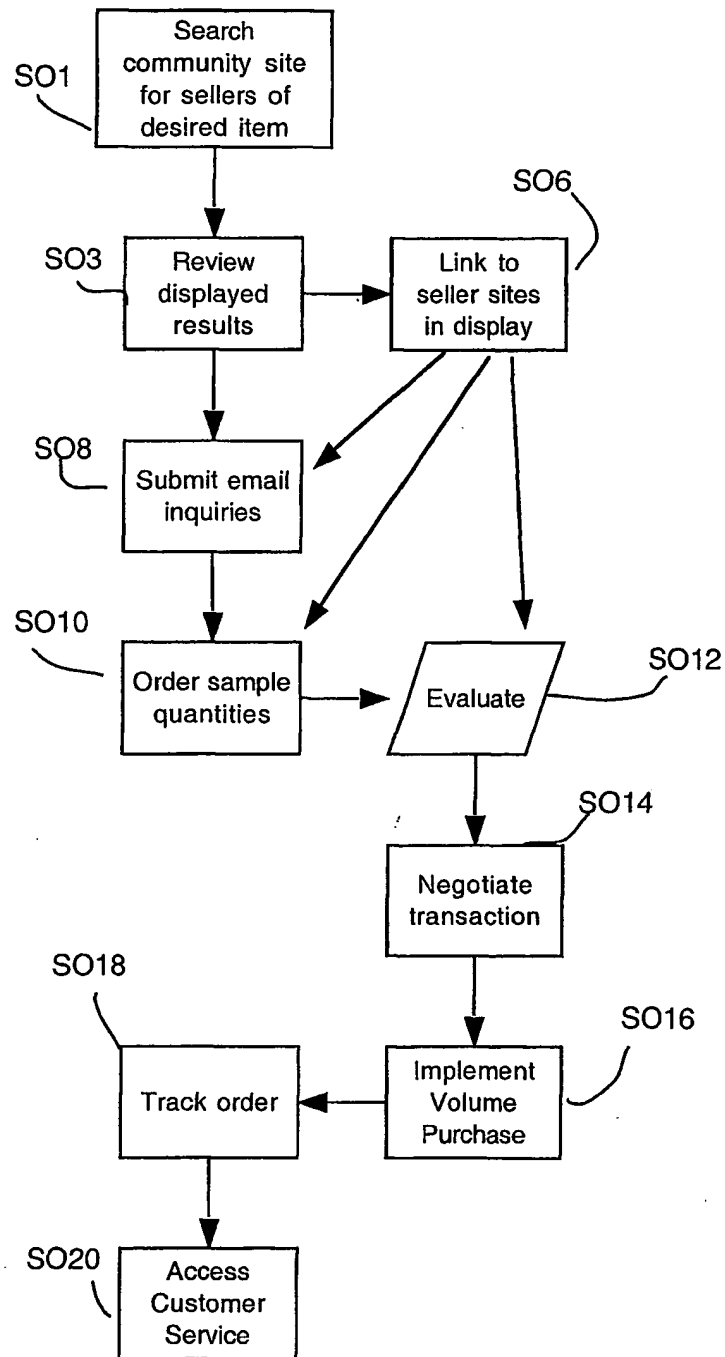 Search
community site
for sellers of
desired item
SO1
SO6
SO3
Review
displayed
results
Link to
seller sites
in display
SO8
Submit email
inquiries
SO10
Order sample
quantities
Evaluate
SO12
SO14
Negotiate
transaction
SO18
SO16
Track order
Implement
Volume
Purchase
SO20
Access
Customer
Service